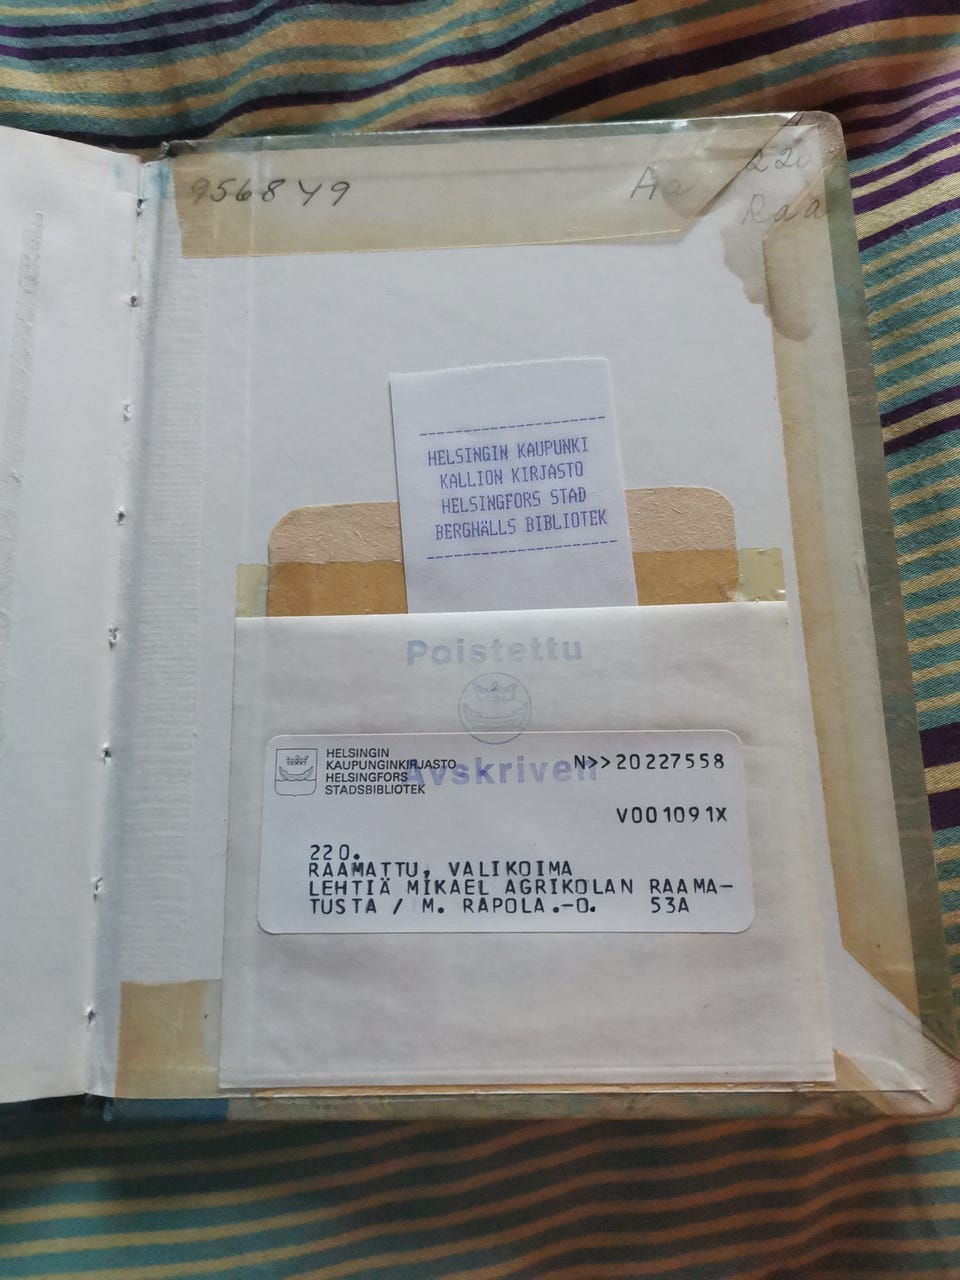 956849
Aa
220
Raa
HELSINGIN KAUPUNKI
KALLION KIRJASTO
HELSINGFORS STAD
BERGHÄLLS BIBLIOTEK
Poistettu
Avskriven
HELSINGIN
KAUPUNGINKIRJASTO
HELSINGFORS
STADSBIBLIOTEK
N>>20227558
V001091X
220.
RAAMATTU, VALIKOIMA
LEHTIÄ MIKAEL AGRIKOLAN RAAMA-
TUSTA / M. RAPOLA.-O. 53A